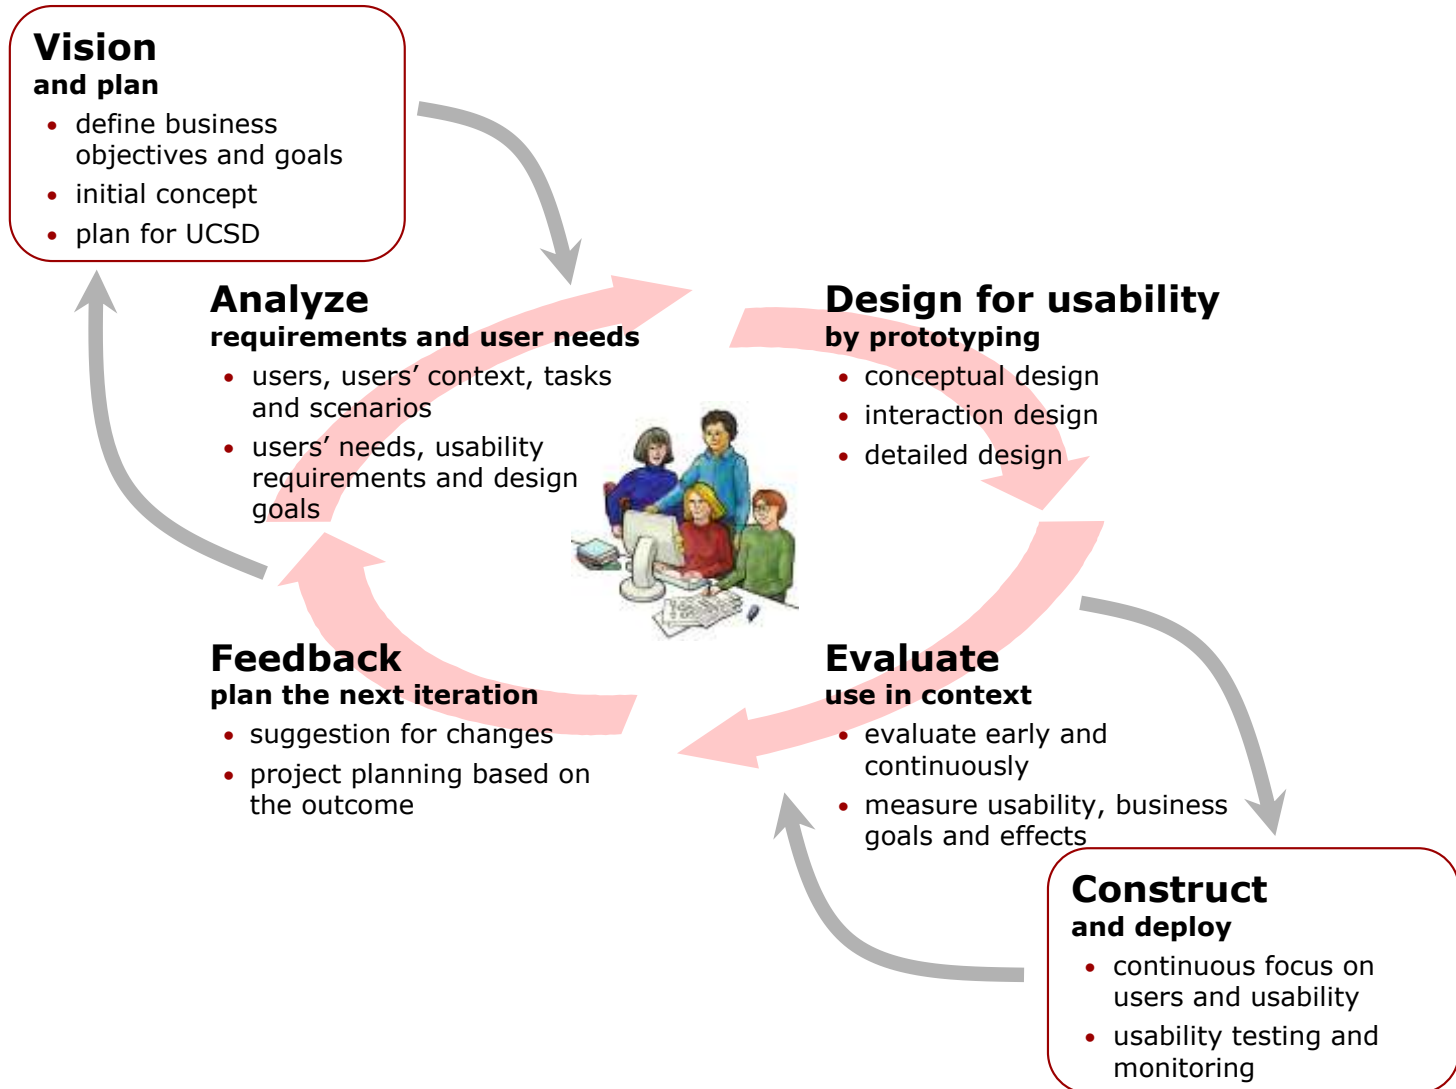 Vision
and plan
• define business
objectives and goals
• initial concept
• plan for UCSD
Analyze
requirements and user needs
• users, users’ context, tasks
and scenarios
• users’ needs, usability
requirements and design
goals
Design for usability
by prototyping
• conceptual design
• interaction design
• detailed design
Feedback
plan the next iteration
• suggestion for changes
• project planning based on
the outcome
Evaluate
use in context
• evaluate early and
continuously
• measure usability, business
goals and effects
Construct
and deploy
• continuous focus on
users and usability
• usability testing and
monitoring